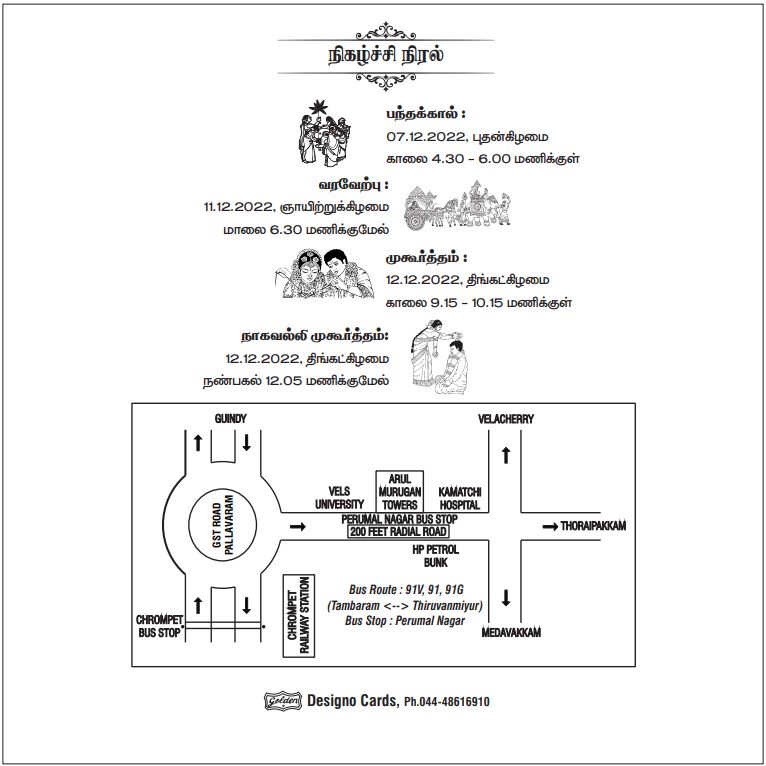 நிகழ்ச்சி நிரல்
பந்தக்கால் :
07.12.2022, புதன்கிழமை
காலை 4.30 - 6.00 மணிக்குள்
வரவேற்பு :
11.12.2022, ஞாயிற்றுக்கிழமை
மாலை 6.30 மணிக்குமேல்
முகூர்த்தம் :
12.12.2022, திங்கட்கிழமை
காலை 9.15 - 10.15 மணிக்குள்
நாகவல்லி முகூர்த்தம்:
12.12.2022, திங்கட்கிழமை
நண்பகல் 12.05 மணிக்குமேல்
GUINDY
VELACHERRY
GST ROAD
PALLAVARAM
VELS
UNIVERSITY
ARUL
MURUGAN
TOWERS
KAMATCHI
HOSPITAL
PERUMAL NAGAR BUS STOP
200 FEET RADIAL ROAD
THORAIPAKKAM
HP PETROL
BUNK
CHROMPET
BUS STOP
CHROMPET
RAILWAY STATION
Bus Route : 91V, 91, 91G
(Tambaram <--> Thiruvanmiyur)
Bus Stop : Perumal Nagar
MEDAVAKKAM
Golden Designo Cards, Ph.044-48616910